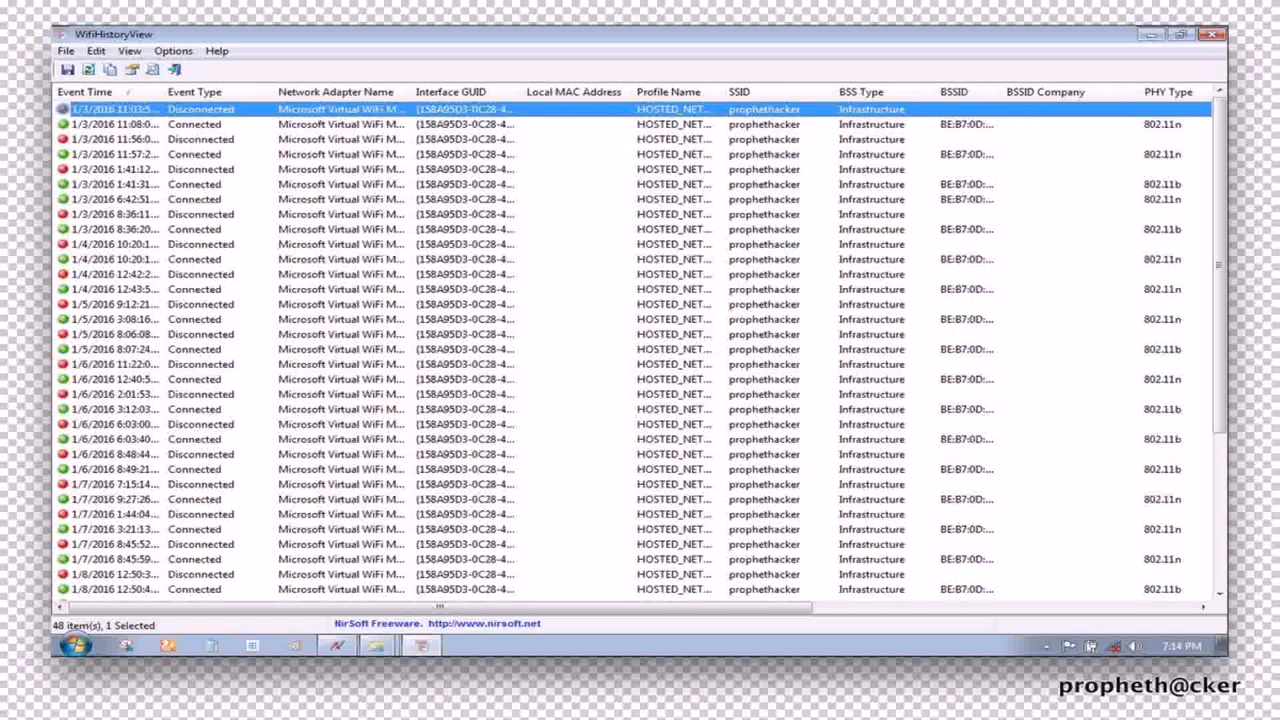 WifiHistoryView
File Edit View Options Help
Event Time Event Type Network Adapter Name Interface GUID Local MAC Address Profile Name SSID BSS Type BSSID BSSID Company PHY Type
1/3/2016 11:03:5... Disconnected Microsoft Virtual WiFi M... {158A95D3-0C28-4... HOSTED_NET... prophethacker Infrastructure
1/3/2016 11:08:0... Connected Microsoft Virtual WiFi M... {158A95D3-0C28-4... HOSTED_NET... prophethacker Infrastructure BE:B7:0D:... 802.11n
1/3/2016 11:56:0... Disconnected Microsoft Virtual WiFi M... {158A95D3-0C28-4... HOSTED_NET... prophethacker Infrastructure
1/3/2016 11:57:2... Connected Microsoft Virtual WiFi M... {158A95D3-0C28-4... HOSTED_NET... prophethacker Infrastructure BE:B7:0D:... 802.11n
1/3/2016 1:41:12... Disconnected Microsoft Virtual WiFi M... {158A95D3-0C28-4... HOSTED_NET... prophethacker Infrastructure
1/3/2016 1:41:31... Connected Microsoft Virtual WiFi M... {158A95D3-0C28-4... HOSTED_NET... prophethacker Infrastructure BE:B7:0D:... 802.11b
1/3/2016 6:42:51... Connected Microsoft Virtual WiFi M... {158A95D3-0C28-4... HOSTED_NET... prophethacker Infrastructure BE:B7:0D:... 802.11n
1/3/2016 8:36:11... Disconnected Microsoft Virtual WiFi M... {158A95D3-0C28-4... HOSTED_NET... prophethacker Infrastructure
1/3/2016 8:36:20... Connected Microsoft Virtual WiFi M... {158A95D3-0C28-4... HOSTED_NET... prophethacker Infrastructure BE:B7:0D:... 802.11n
1/4/2016 10:20:1... Disconnected Microsoft Virtual WiFi M... {158A95D3-0C28-4... HOSTED_NET... prophethacker Infrastructure
1/4/2016 10:20:1... Connected Microsoft Virtual WiFi M... {158A95D3-0C28-4... HOSTED_NET... prophethacker Infrastructure BE:B7:0D:... 802.11n
1/4/2016 12:42:2... Disconnected Microsoft Virtual WiFi M... {158A95D3-0C28-4... HOSTED_NET... prophethacker Infrastructure
1/4/2016 12:43:5... Connected Microsoft Virtual WiFi M... {158A95D3-0C28-4... HOSTED_NET... prophethacker Infrastructure BE:B7:0D:... 802.11n
1/5/2016 9:12:21... Disconnected Microsoft Virtual WiFi M... {158A95D3-0C28-4... HOSTED_NET... prophethacker Infrastructure
1/5/2016 3:08:16... Connected Microsoft Virtual WiFi M... {158A95D3-0C28-4... HOSTED_NET... prophethacker Infrastructure BE:B7:0D:... 802.11n
1/5/2016 8:06:08... Disconnected Microsoft Virtual WiFi M... {158A95D3-0C28-4... HOSTED_NET... prophethacker Infrastructure
1/5/2016 8:07:24... Connected Microsoft Virtual WiFi M... {158A95D3-0C28-4... HOSTED_NET... prophethacker Infrastructure BE:B7:0D:... 802.11b
1/6/2016 11:22:0... Disconnected Microsoft Virtual WiFi M... {158A95D3-0C28-4... HOSTED_NET... prophethacker Infrastructure
1/6/2016 12:40:5... Connected Microsoft Virtual WiFi M... {158A95D3-0C28-4... HOSTED_NET... prophethacker Infrastructure BE:B7:0D:... 802.11n
1/6/2016 2:01:53... Disconnected Microsoft Virtual WiFi M... {158A95D3-0C28-4... HOSTED_NET... prophethacker Infrastructure
1/6/2016 3:12:03... Connected Microsoft Virtual WiFi M... {158A95D3-0C28-4... HOSTED_NET... prophethacker Infrastructure BE:B7:0D:... 802.11b
1/6/2016 6:03:00... Disconnected Microsoft Virtual WiFi M... {158A95D3-0C28-4... HOSTED_NET... prophethacker Infrastructure
1/6/2016 6:03:40... Connected Microsoft Virtual WiFi M... {158A95D3-0C28-4... HOSTED_NET... prophethacker Infrastructure BE:B7:0D:... 802.11b
1/6/2016 8:48:44... Disconnected Microsoft Virtual WiFi M... {158A95D3-0C28-4... HOSTED_NET... prophethacker Infrastructure
1/6/2016 8:49:21... Connected Microsoft Virtual WiFi M... {158A95D3-0C28-4... HOSTED_NET... prophethacker Infrastructure BE:B7:0D:... 802.11b
1/7/2016 7:15:14... Disconnected Microsoft Virtual WiFi M... {158A95D3-0C28-4... HOSTED_NET... prophethacker Infrastructure
1/7/2016 9:27:26... Connected Microsoft Virtual WiFi M... {158A95D3-0C28-4... HOSTED_NET... prophethacker Infrastructure BE:B7:0D:... 802.11n
1/7/2016 1:44:04... Disconnected Microsoft Virtual WiFi M... {158A95D3-0C28-4... HOSTED_NET... prophethacker Infrastructure
1/7/2016 3:21:13... Connected Microsoft Virtual WiFi M... {158A95D3-0C28-4... HOSTED_NET... prophethacker Infrastructure BE:B7:0D:... 802.11n
1/7/2016 8:45:52... Disconnected Microsoft Virtual WiFi M... {158A95D3-0C28-4... HOSTED_NET... prophethacker Infrastructure
1/7/2016 8:45:59... Connected Microsoft Virtual WiFi M... {158A95D3-0C28-4... HOSTED_NET... prophethacker Infrastructure BE:B7:0D:... 802.11n
1/8/2016 12:50:3... Disconnected Microsoft Virtual WiFi M... {158A95D3-0C28-4... HOSTED_NET... prophethacker Infrastructure
1/8/2016 12:50:4... Connected Microsoft Virtual WiFi M... {158A95D3-0C28-4... HOSTED_NET... prophethacker Infrastructure BE:B7:0D:... 802.11n
48 item(s), 1 Selected NirSoft Freeware. http://www.nirsoft.net
7:14 PM
propheth@cker